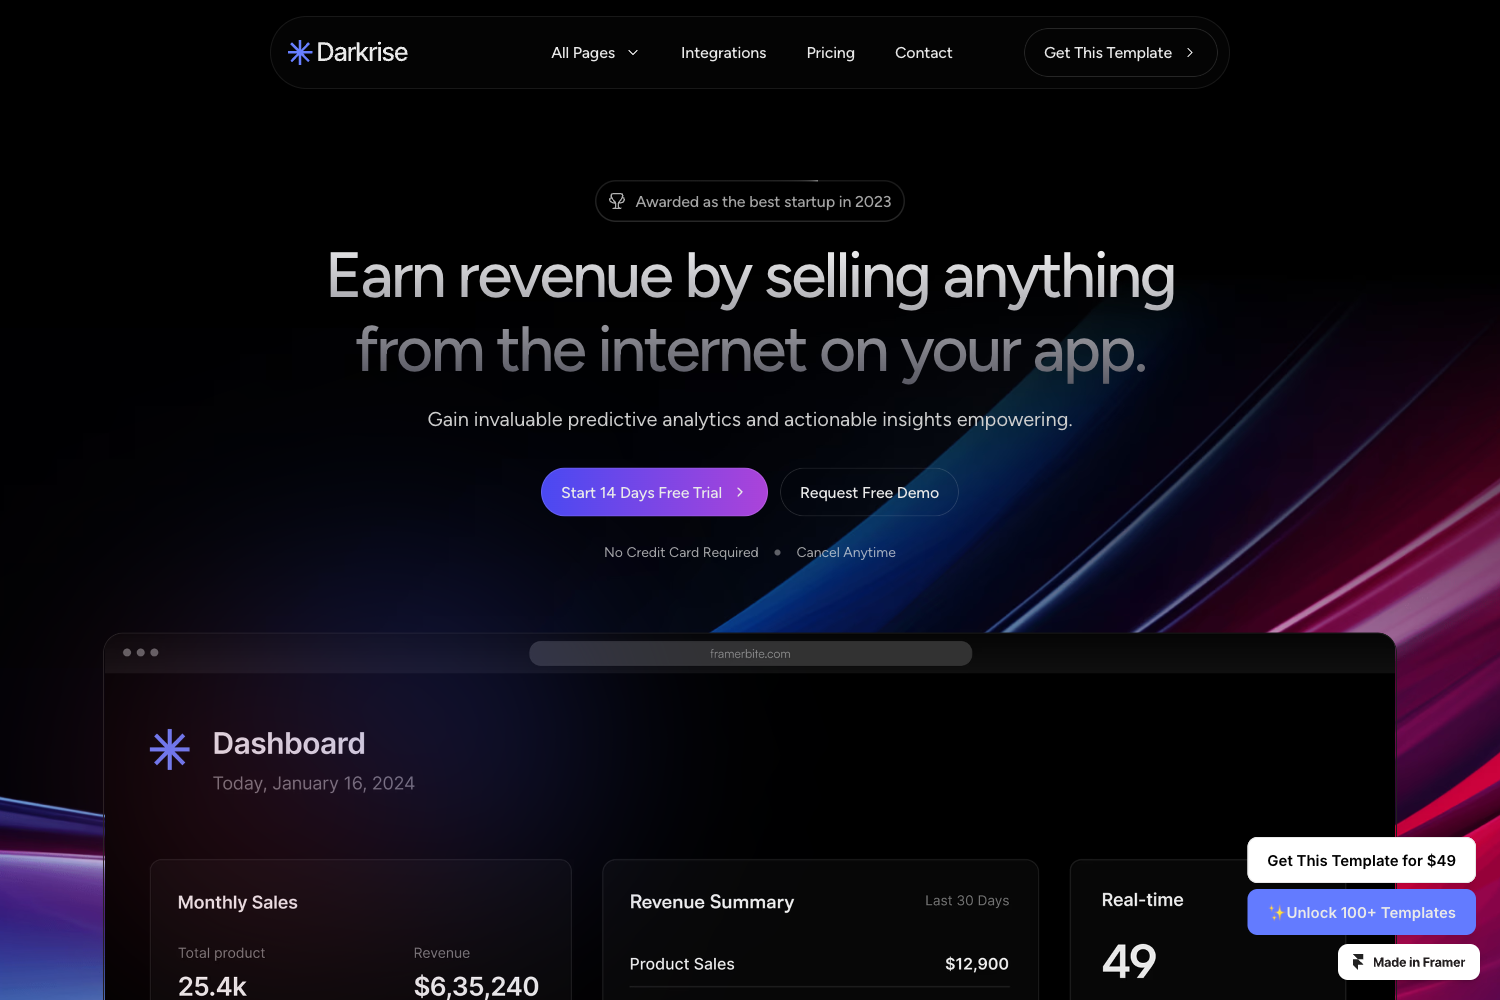 Darkrise
All Pages
Integrations
Pricing
Contact
Get This Template
Awarded as the best startup in 2023
Earn revenue by selling anything
from the internet on your app.
Gain invaluable predictive analytics and actionable insights empowering.
Start 14 Days Free Trial
Request Free Demo
No Credit Card Required
Cancel Anytime
framerbite.com
Dashboard
Today, January 16, 2024
Monthly Sales
Total product
Revenue
25.4k
$6,35,240
Revenue Summary
Last 30 Days
Product Sales
$12,900
Real-time
49
Get This Template for $49
✨Unlock 100+ Templates
Made in Framer